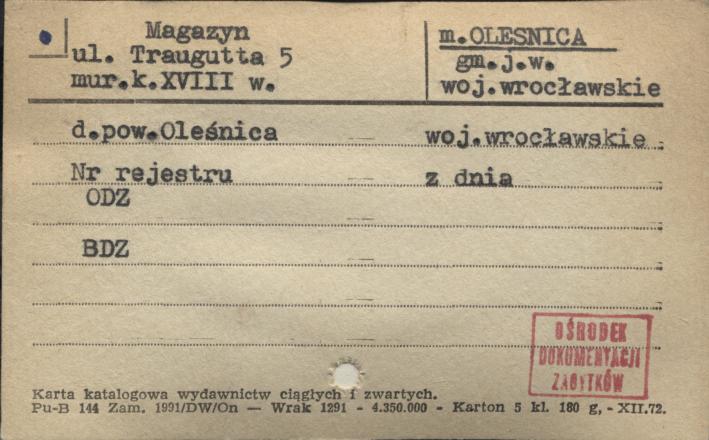 Magazyn
ul. Traugutta 5
mur.k.XVIII w.
m.OLESNICA
gm.j.w.
woj.wrocławskie
d.pow.Oleśnica woj.wrocławskie
Nr rejestru z dnia
ODZ
BDZ
OŚRODEK
DOKUMENTACJI
ZABYTKÓW
Karta katalogowa wydawnictw ciągłych i zwartych.
Pu-B 144 Zam. 1991/DW/On — Wrak 1291 - 4.350.000 - Karton 5 kl. 180 g, - XII.72.